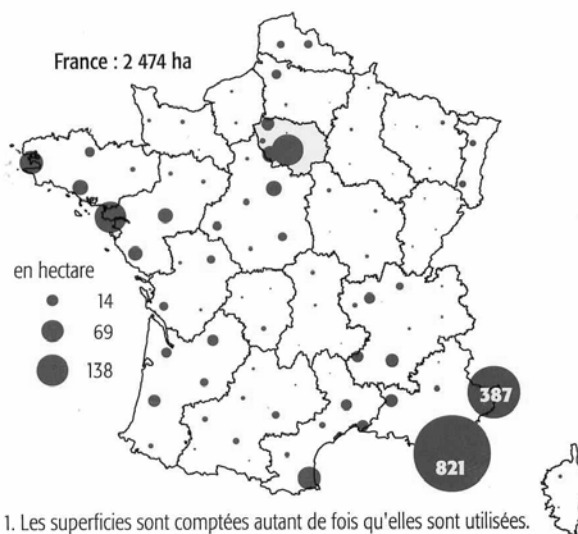 France : 2 474 ha
en hectare
14
69
138
387
821
1. Les superficies sont comptées autant de fois qu'elles sont utilisées.